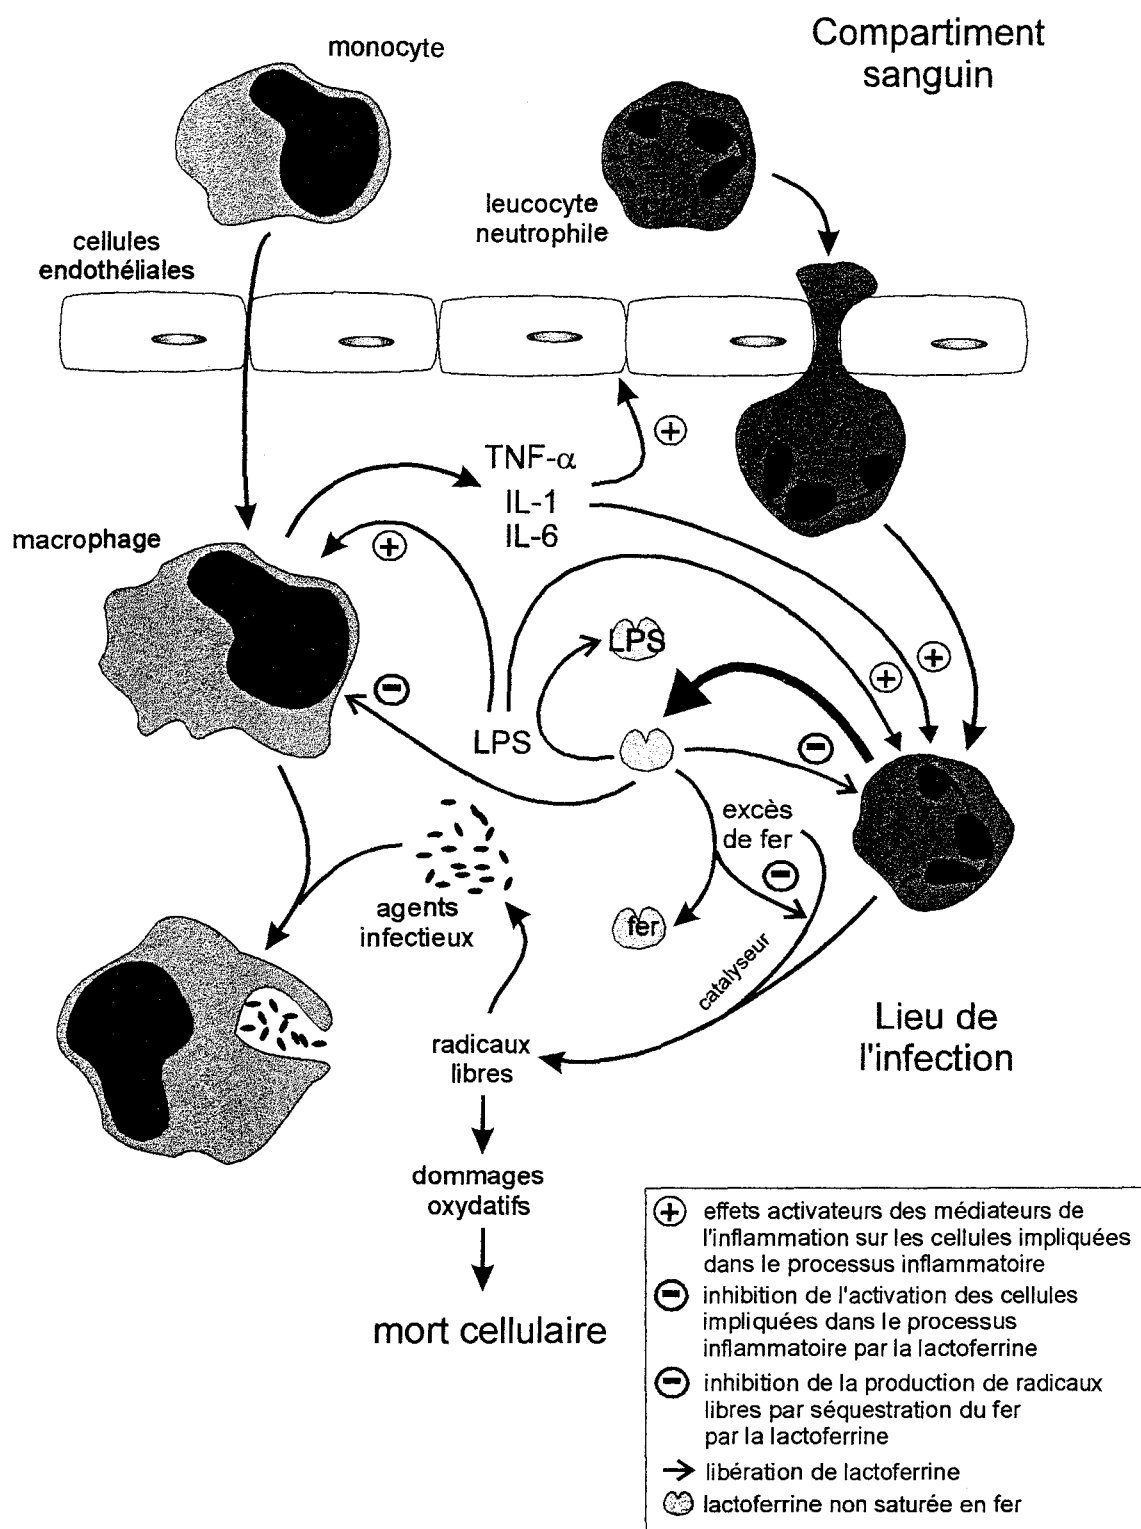 monocyte
Compartiment
sanguin
leucocyte
neutrophile
cellules
endothéliales
TNF-α
IL-1
IL-6
macrophage
LPS
LPS
excès
de fer
agents
infectieux
fer
catalyseur
Lieu de
l'infection
radicaux
libres
dommages
oxydatifs
mort cellulaire
effets activateurs des médiateurs de
l'inflammation sur les cellules impliquées
dans le processus inflammatoire
inhibition de l'activation des cellules
impliquées dans le processus
inflammatoire par la lactoferrine
inhibition de la production de radicaux
libres par séquestration du fer
par la lactoferrine
libération de lactoferrine
lactoferrine non saturée en fer